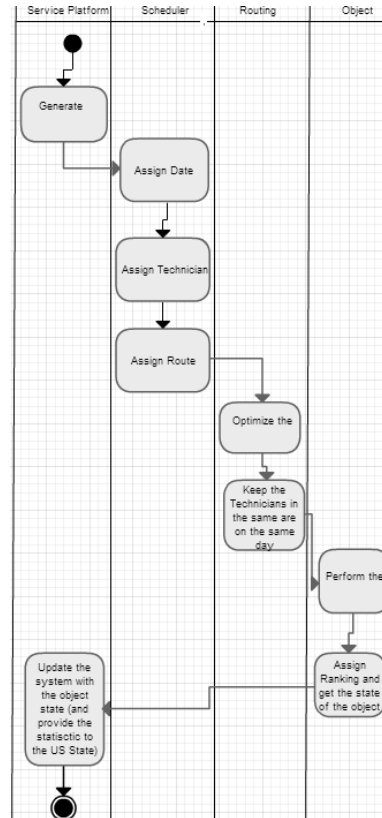 Service Platform
Scheduler
Routing
Object
Generate
Assign Date
Assign Technician
Assign Route
Optimize the
Keep the
Technicians in
the same are
on the same
day
Perform the
Assign
Ranking and
get the state
of the object
Update the
system with
the object
state (and
provide the
statisctic to
the US State)